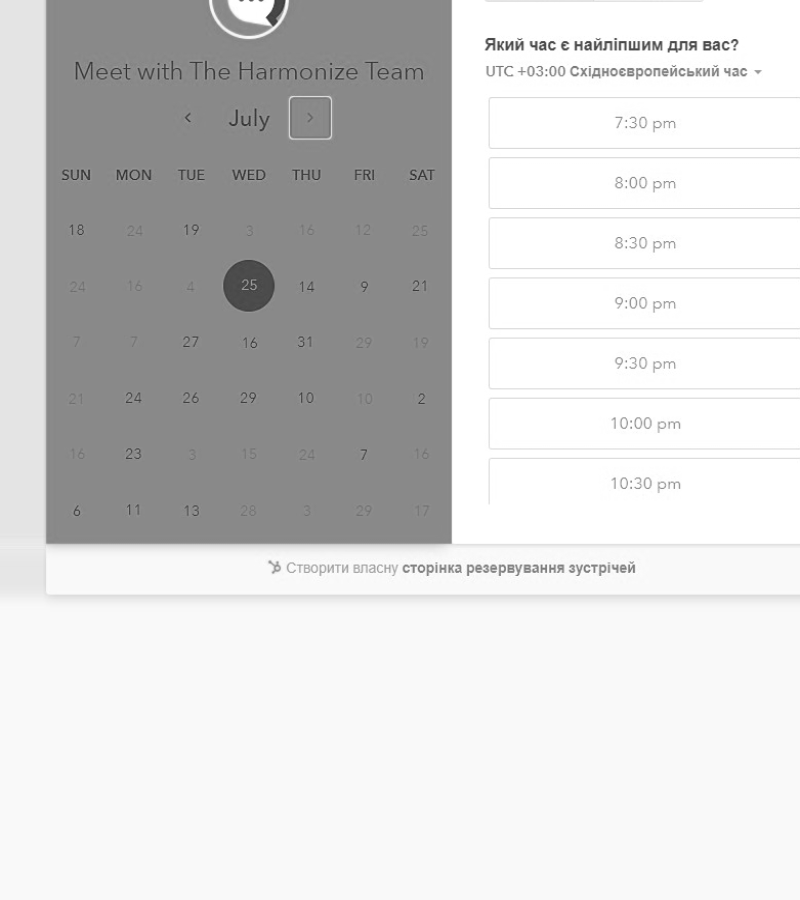 Meet with The Harmonize Team
July
SUN MON TUE WED THU FRI SAT
18 24 19 3 16 12 25
24 16 4 25 14 9 21
7 7 27 16 31 29 19
21 24 26 29 10 10 2
16 23 3 15 24 7 16
6 11 13 28 3 29 17
Який час є найліпшим для вас?
UTC +03:00 Східноєвропейський час
7:30 pm
8:00 pm
8:30 pm
9:00 pm
9:30 pm
10:00 pm
10:30 pm
Створити власну сторінка резервування зустрічей